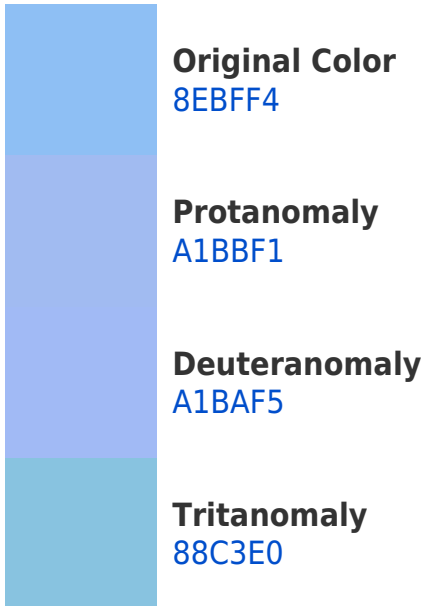 Original Color
8EBFF4
Protanomaly
A1BBF1
Deuteranomaly
A1BAF5
Tritanomaly
88C3E0